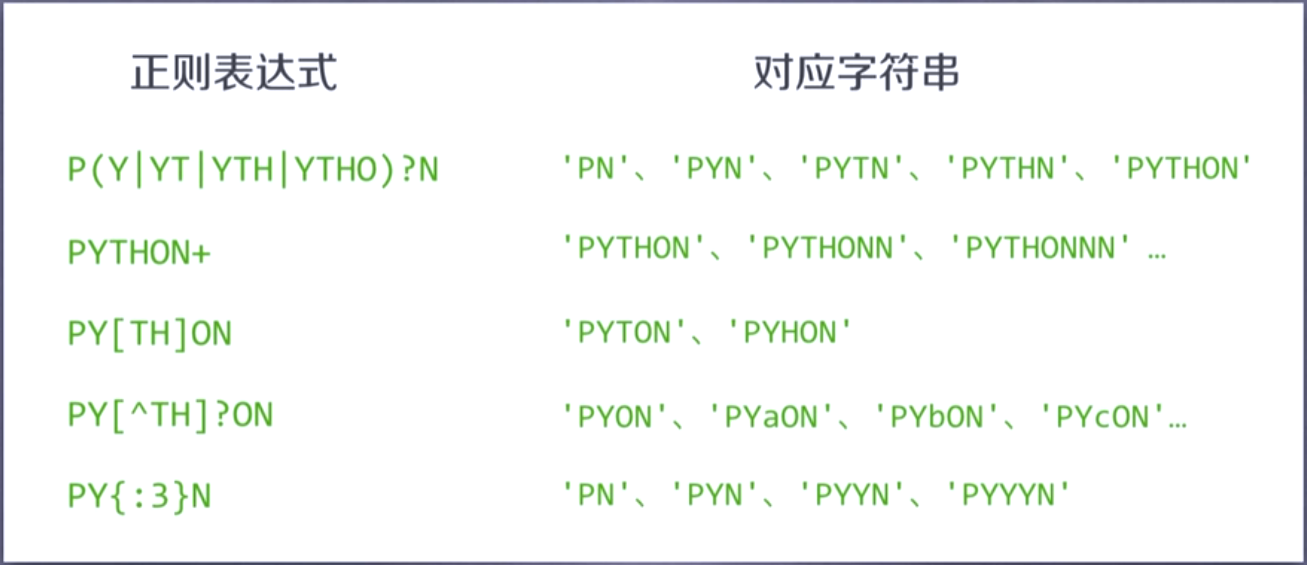 正则表达式 对应字符串
P(Y|YT|YTH|YTHO)?N 'PN'、'PYN'、'PYTN'、'PYTHN'、'PYTHON'
PYTHON+ 'PYTHON'、'PYTHONN'、'PYTHONNN' …
PY[TH]ON 'PYTON'、'PYHON'
PY[^TH]?ON 'PYON'、'PYaON'、'PYbON'、'PYcON'…
PY{:3}N 'PN'、'PYN'、'PYYN'、'PYYYN'